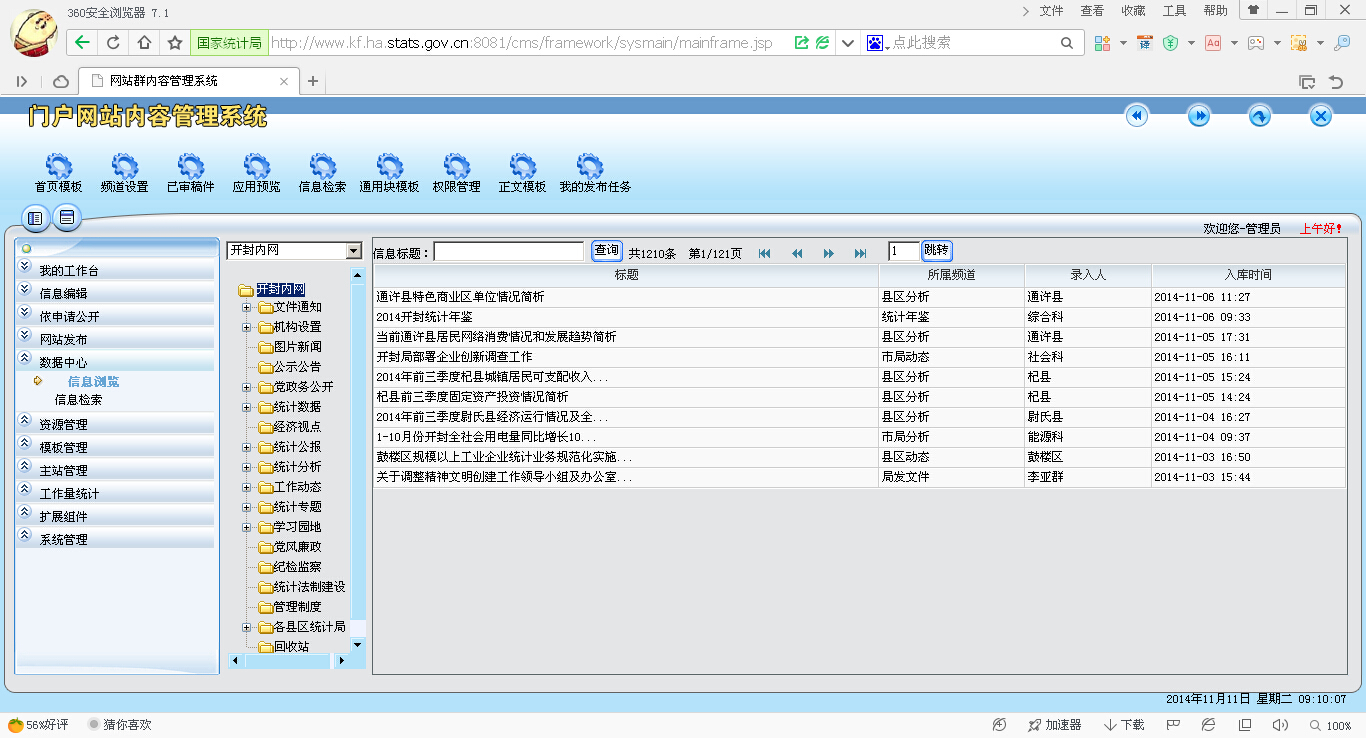 360安全浏览器 7.1
文件 查看 收藏 工具 帮助
国家统计局 http://www.kf.ha.stats.gov.cn:8081/cms/framework/sysmain/mainframe.jsp
点此搜索
网站群内容管理系统
门户网站内容管理系统
首页模板 频道设置 已审稿件 应用预览 信息检索 通用块模板 权限管理 正文模板 我的发布任务
欢迎您-管理员 上午好!
我的工作台
信息编辑
依申请公开
网站发布
数据中心
信息浏览
信息检索
资源管理
模板管理
主站管理
工作量统计
扩展组件
系统管理
开封内网
开封内网
文件通知
机构设置
图片新闻
公示公告
党政务公开
统计数据
经济视点
统计公报
统计分析
工作动态
统计专题
学习园地
党风廉政
纪检监察
统计法制建设
管理制度
各县区统计局
回收站
信息标题： 查询 共1210条 第1/121页 1 跳转
标题 所属频道 录入人 入库时间
通许县特色商业区单位情况简析 县区分析 通许县 2014-11-06 11:27
2014开封统计年鉴 统计年鉴 综合科 2014-11-06 09:33
当前通许县居民网络消费情况和发展趋势简析 县区分析 通许县 2014-11-05 17:31
开封局部署企业创新调查工作 市局动态 社会科 2014-11-05 16:11
2014年前三季度杞县城镇居民可支配收入... 县区分析 杞县 2014-11-05 15:24
杞县前三季度固定资产投资情况简析 县区分析 杞县 2014-11-05 14:24
2014年前三季度尉氏县经济运行情况及全... 县区分析 尉氏县 2014-11-04 16:27
1-10月份开封全社会用电量同比增长10... 市局分析 能源科 2014-11-04 09:37
鼓楼区规模以上工业企业统计业务规范化实施... 县区动态 鼓楼区 2014-11-03 16:50
关于调整精神文明创建工作领导小组及办公室... 局发文件 李亚群 2014-11-03 15:44
2014年11月11日 星期二 09:10:07
56%好评 猜你喜欢
加速器 下载 100%